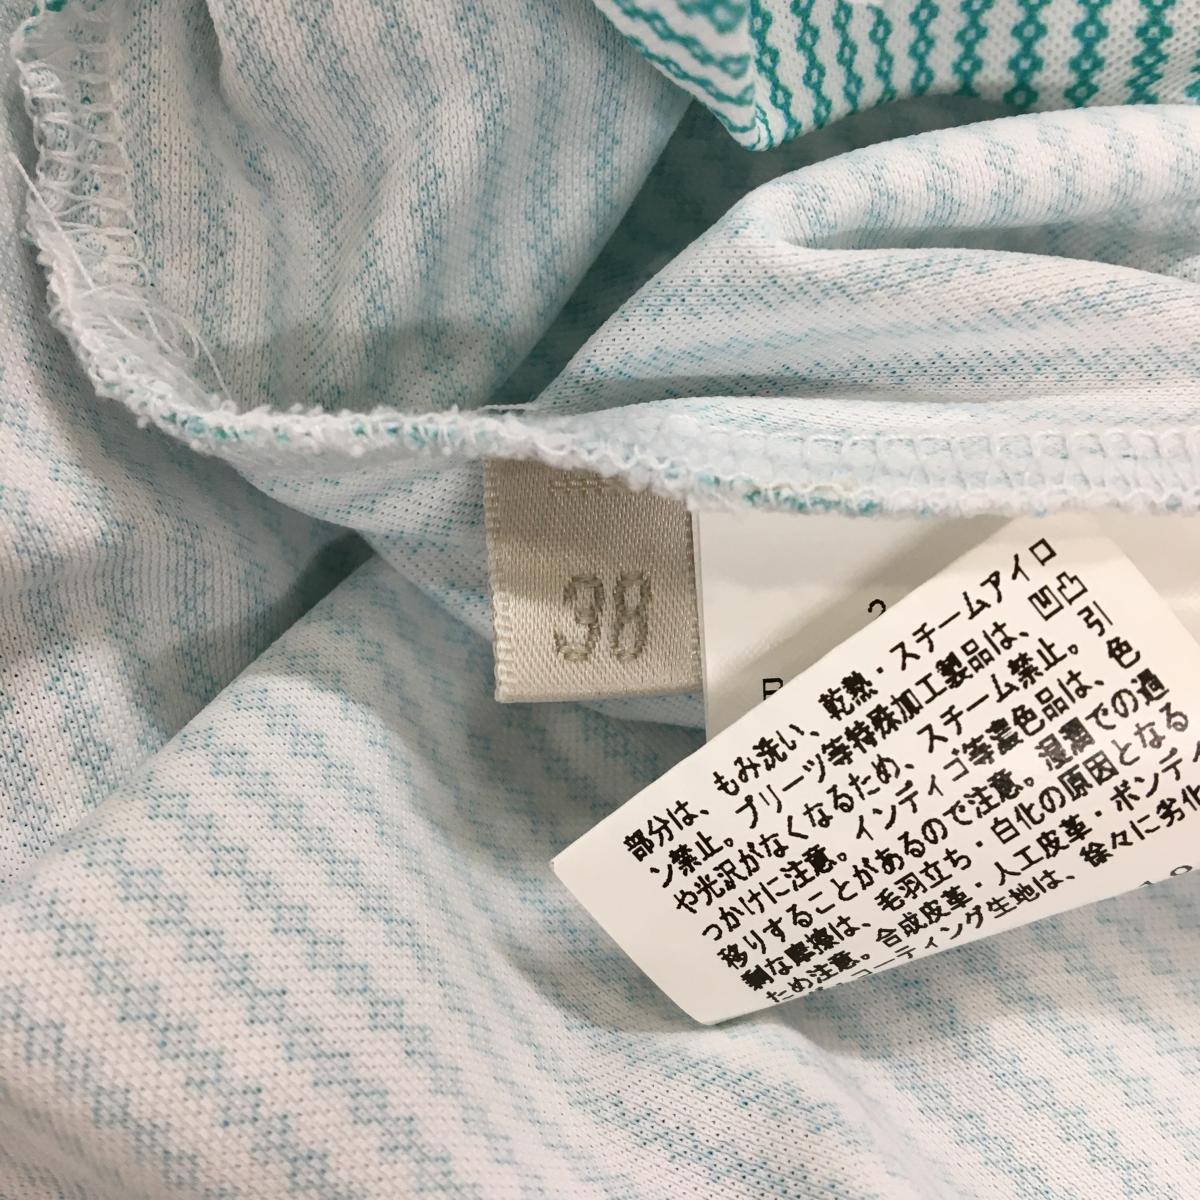 38
2
部分は、もみ洗い、乾熱・スチームアイロ
ン禁止。プリーツ等特殊加工製品は、凹凸
や光沢がなくなるため、スチーム禁止。
っかけに注意。インディゴ等濃色品は、色
移りすることがあるので注意。湿潤での過
剰な摩擦は、毛羽立ち・白化の原因となる
ため注意。合成皮革・人工皮革・ボンディ
コーティング生地は、徐々に劣化